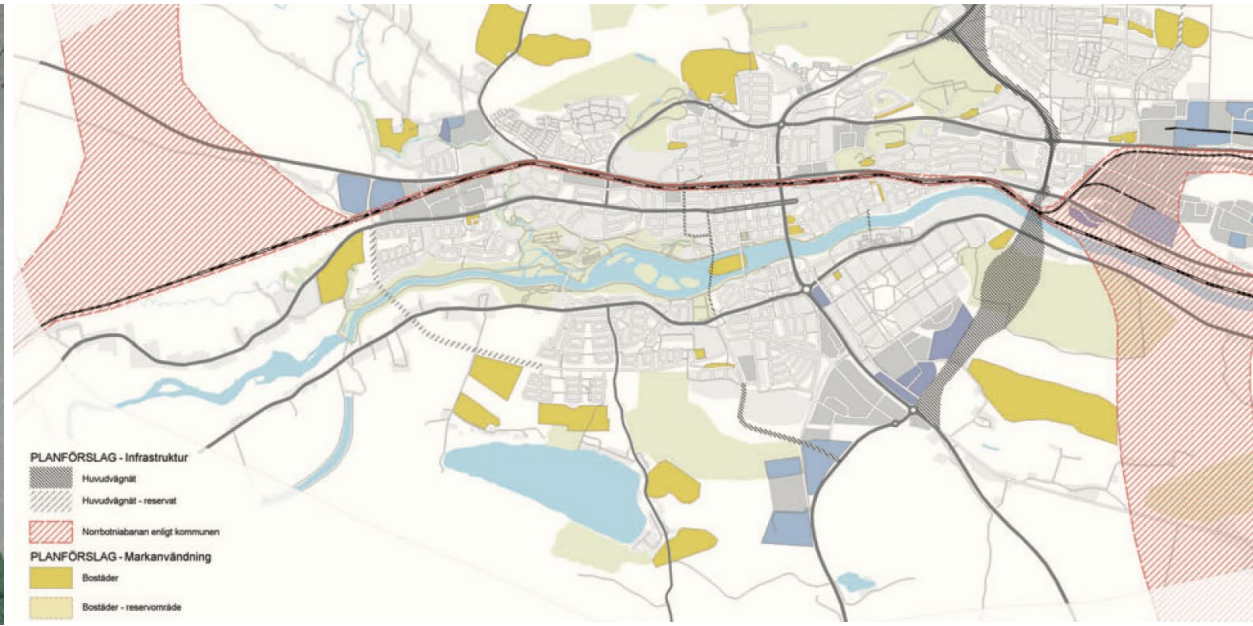 PLANFÖRSLAG - Infrastruktur
Huvudvägnät
Huvudvägnät - reservat
Norrbotniabanan enligt kommunen
PLANFÖRSLAG - Markanvändning
Bostäder
Bostäder - reservområde